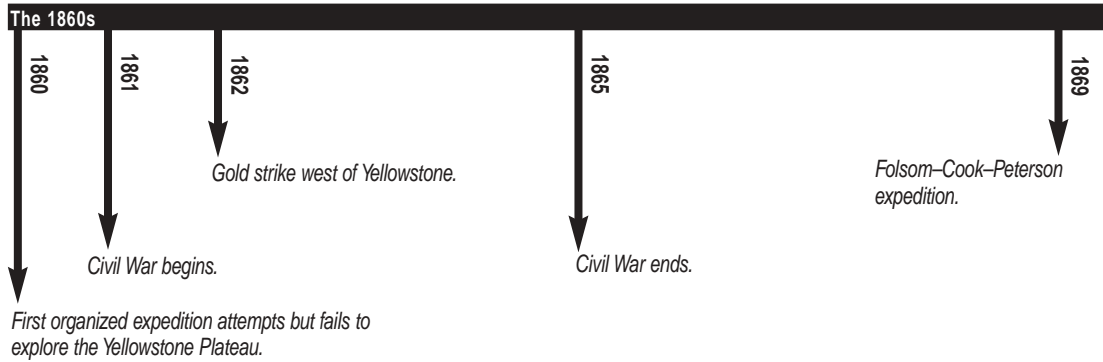 The 1860s
1860
1861
1862
1865
1869
Gold strike west of Yellowstone.
Folsom–Cook–Peterson
expedition.
Civil War begins.
Civil War ends.
First organized expedition attempts but fails to
explore the Yellowstone Plateau.